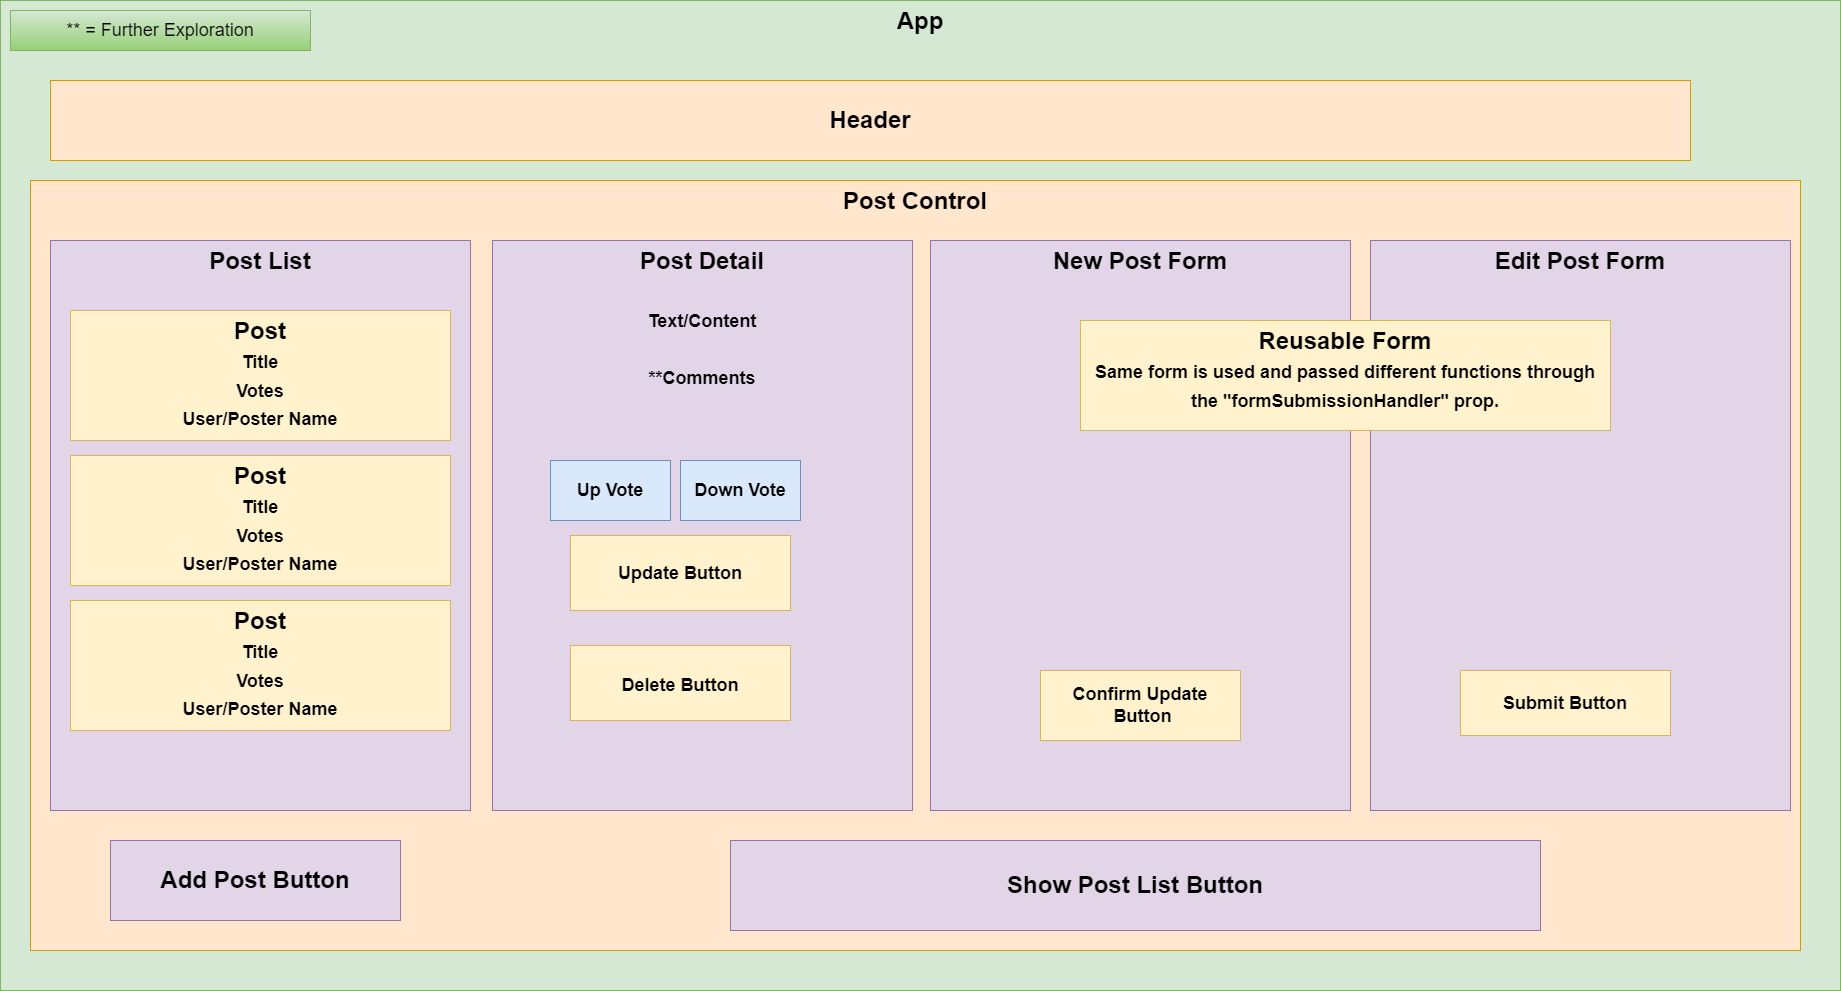 ** = Further Exploration
App
Header
Post Control
Post List
Post
Title
Votes
User/Poster Name
Post
Title
Votes
User/Poster Name
Post
Title
Votes
User/Poster Name
Post Detail
Text/Content
**Comments
Up Vote
Down Vote
Update Button
Delete Button
New Post Form
Edit Post Form
Reusable Form
Same form is used and passed different functions through
the "formSubmissionHandler" prop.
Confirm Update
Button
Submit Button
Add Post Button
Show Post List Button